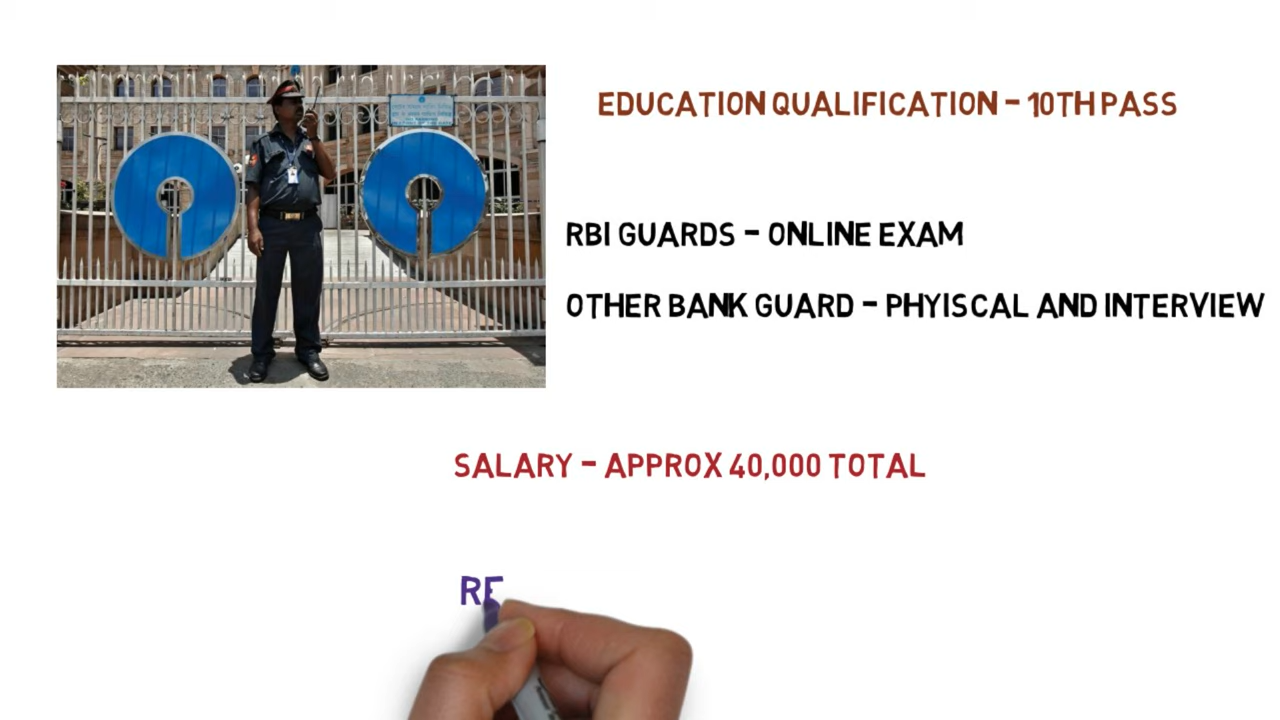 EDUCATION QUALIFICATION - 10TH PASS
RBI GUARDS - ONLINE EXAM
OTHER BANK GUARD - PHYISCAL AND INTERVIEW
SALARY - APPROX 40,000 TOTAL
RE